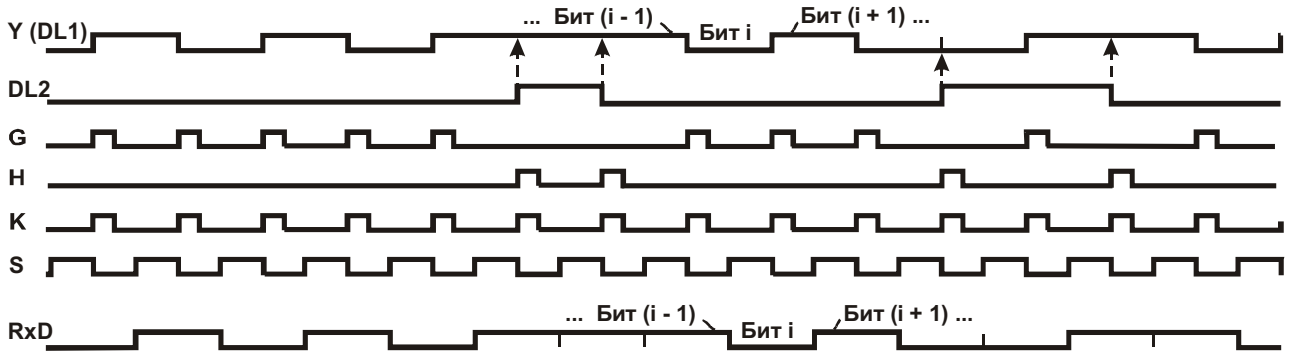 ... Бит (i - 1)
Бит (i + 1) ...
Y (DL1)
Бит i
DL2
G
H
K
S
... Бит (i - 1)
Бит (i + 1) ...
RxD
Бит i